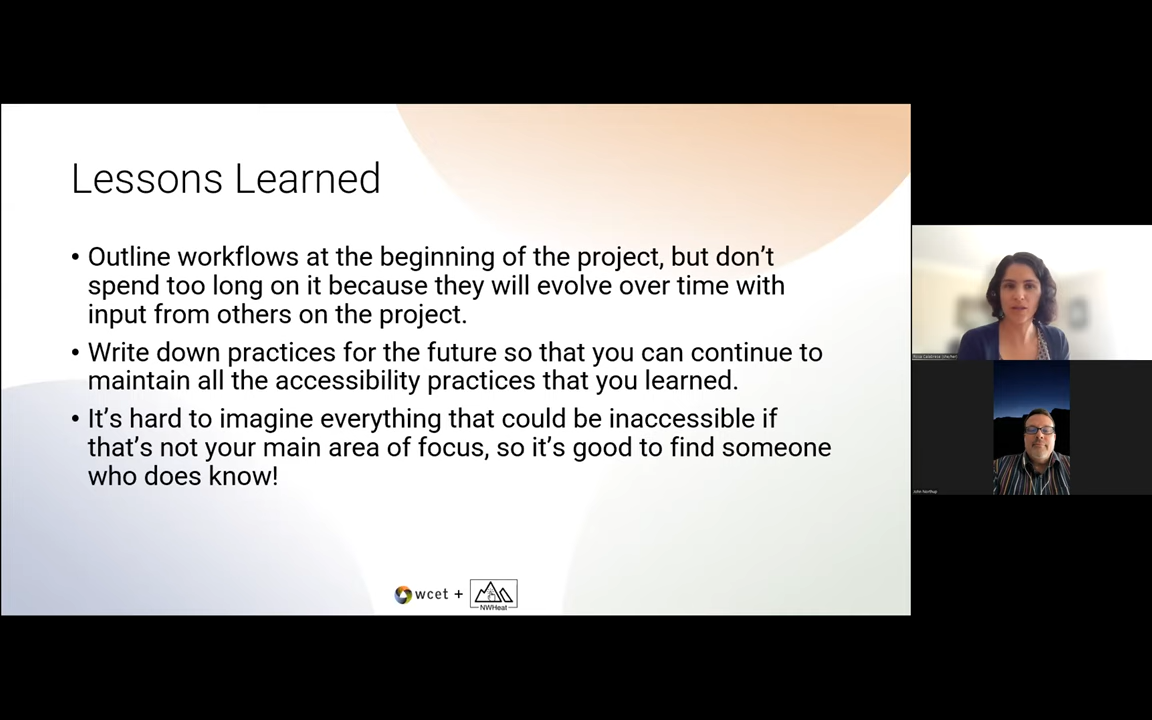 Lessons Learned
• Outline workflows at the beginning of the project, but don’t
spend too long on it because they will evolve over time with
input from others on the project.
• Write down practices for the future so that you can continue to
maintain all the accessibility practices that you learned.
• It’s hard to imagine everything that could be inaccessible if
that’s not your main area of focus, so it’s good to find someone
who does know!
wcet +
NWHeat